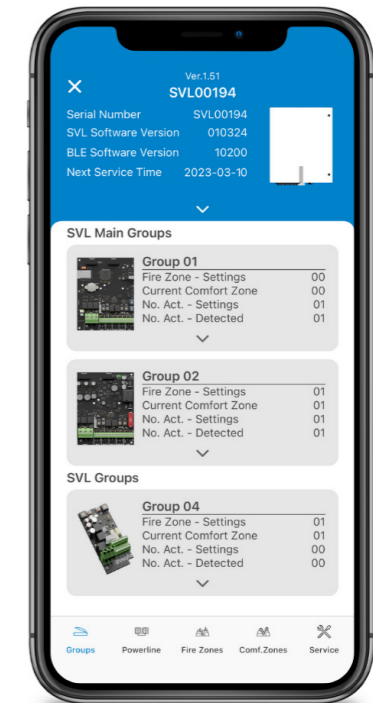 Ver.1.51
SVL00194
Serial Number SVL00194
SVL Software Version 010324
BLE Software Version 10200
Next Service Time 2023-03-10
SVL Main Groups
Group 01
Fire Zone - Settings 00
Current Comfort Zone 00
No. Act. - Settings 01
No. Act. - Detected 01
Group 02
Fire Zone - Settings 01
Current Comfort Zone 01
No. Act. - Settings 01
No. Act. - Detected 01
SVL Groups
Group 04
Fire Zone - Settings 01
Current Comfort Zone 01
No. Act. - Settings 00
No. Act. - Detected 00
Groups Powerline Fire Zones Comf.Zones Service